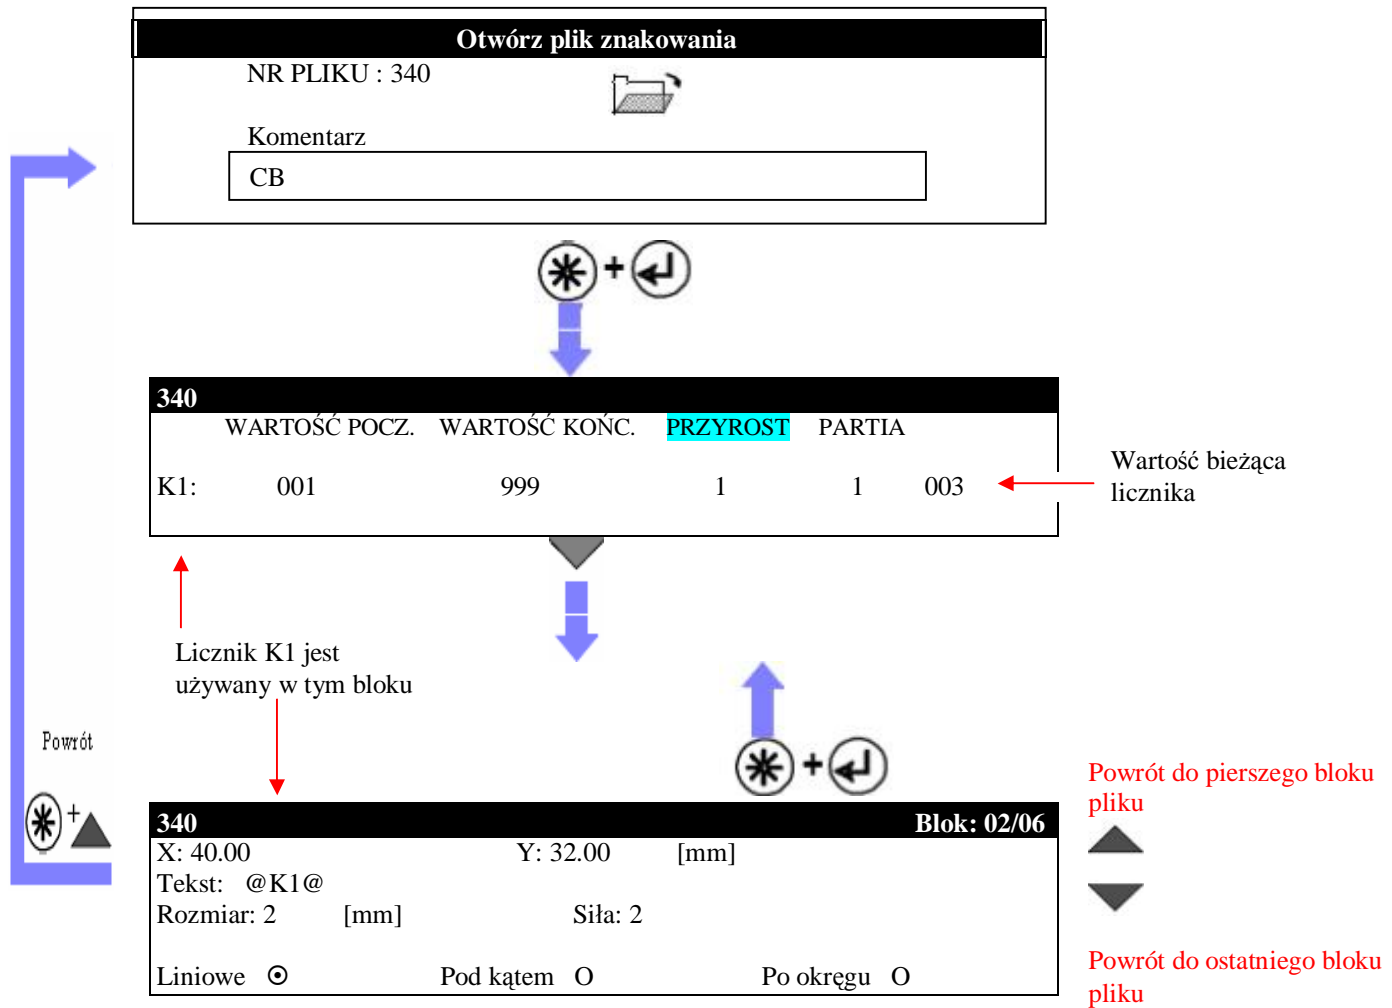 Otwórz plik znakowania
NR PLIKU : 340
Komentarz
CB
+
340
WARTOŚĆ POCZ. WARTOŚĆ KOŃC. PRZYROST PARTIA
K1: 001 999 1 1 003
Wartość bieżąca
licznika
Licznik K1 jest
używany w tym bloku
Powrót
+
+
340 Blok: 02/06
X: 40.00 Y: 32.00 [mm]
Tekst: @K1@
Rozmiar: 2 [mm] Siła: 2
Liniowe Pod kątem O Po okręgu O
Powrót do pierszego bloku
pliku
Powrót do ostatniego bloku
pliku